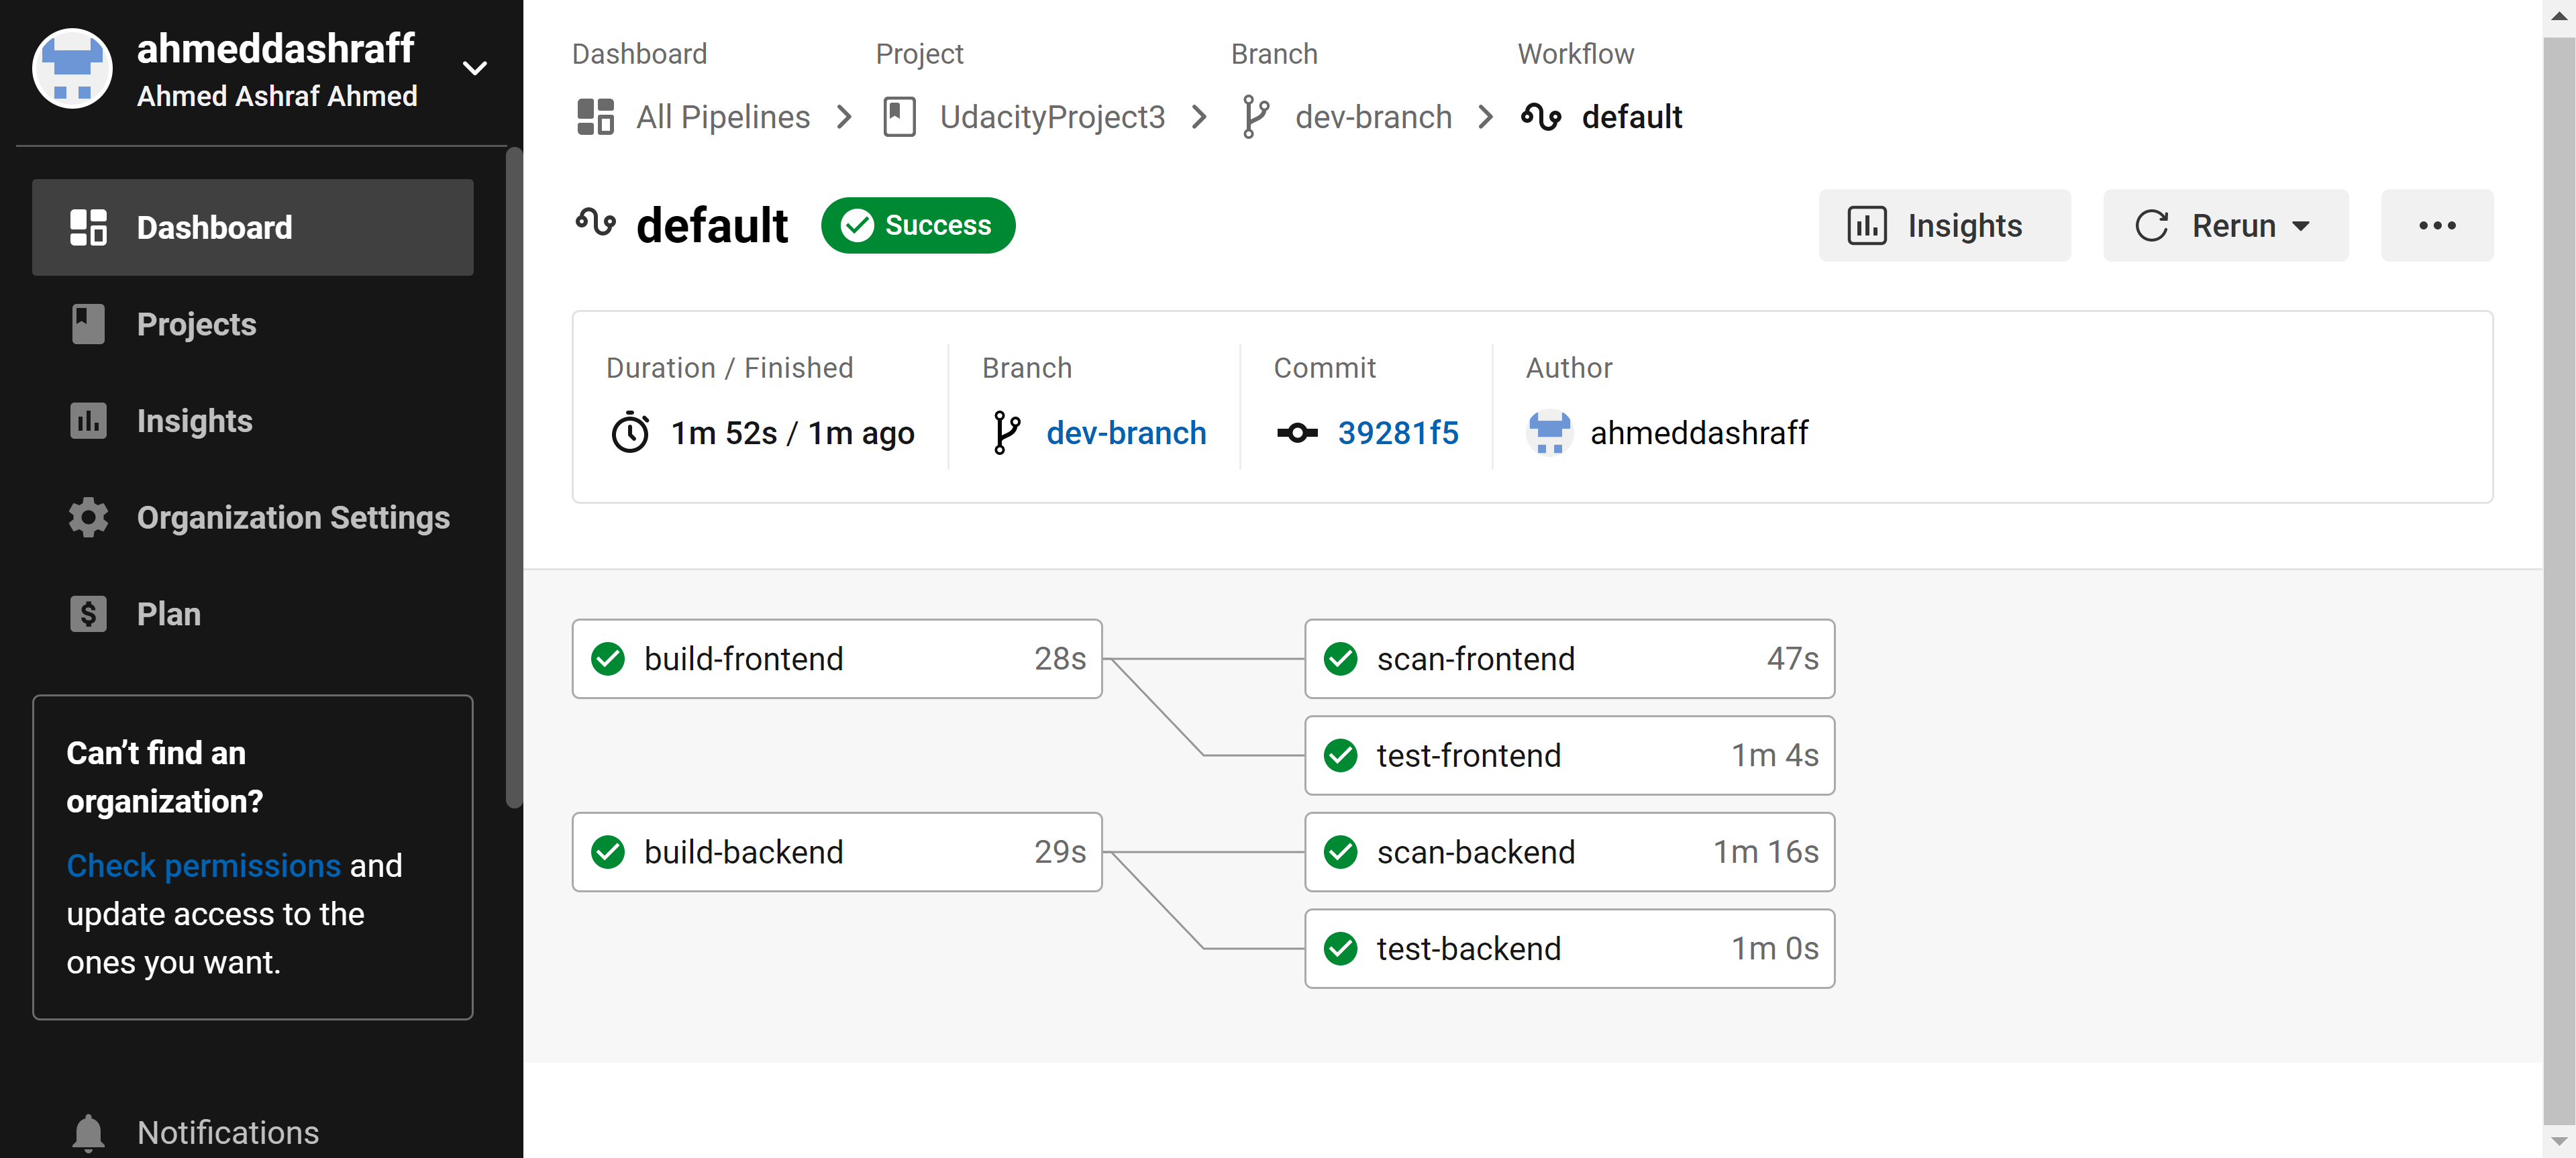 ahmeddashraff
Ahmed Ashraf Ahmed
Dashboard
Projects
Insights
Organization Settings
Plan
Can’t find an
organization?
Check permissions and
update access to the
ones you want.
Notifications
Dashboard Project Branch Workflow
All Pipelines UdacityProject3 dev-branch default
default Success Insights Rerun
Duration / Finished Branch Commit Author
1m 52s / 1m ago dev-branch 39281f5 ahmeddashraff
build-frontend 28s scan-frontend 47s
test-frontend 1m 4s
build-backend 29s scan-backend 1m 16s
test-backend 1m 0s